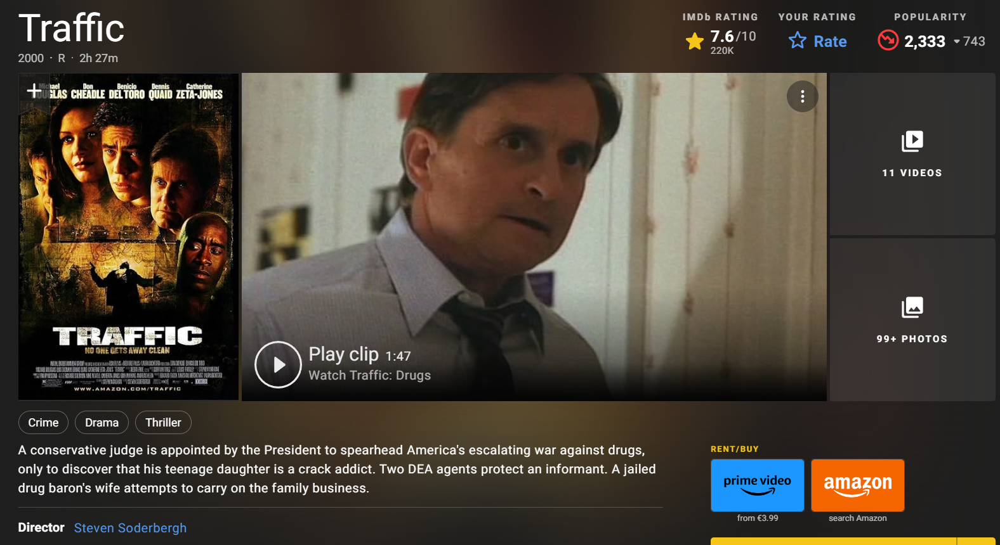 Traffic
2000 · R · 2h 27m
IMDb RATING
7.6/10
220K
YOUR RATING
Rate
POPULARITY
2,333
743
Don Benicio Dennis Catherine
CHEADLE DEL TORO QUAID ZETA-JONES
TRAFFIC
NO ONE GETS AWAY CLEAN
WWW.AMAZON.COM/TRAFFIC
Play clip 1:47
Watch Traffic: Drugs
11 VIDEOS
99+ PHOTOS
Crime
Drama
Thriller
A conservative judge is appointed by the President to spearhead America's escalating war against drugs,
only to discover that his teenage daughter is a crack addict. Two DEA agents protect an informant. A jailed
drug baron's wife attempts to carry on the family business.
Director Steven Soderbergh
RENT/BUY
prime video
from €3.99
amazon
search Amazon